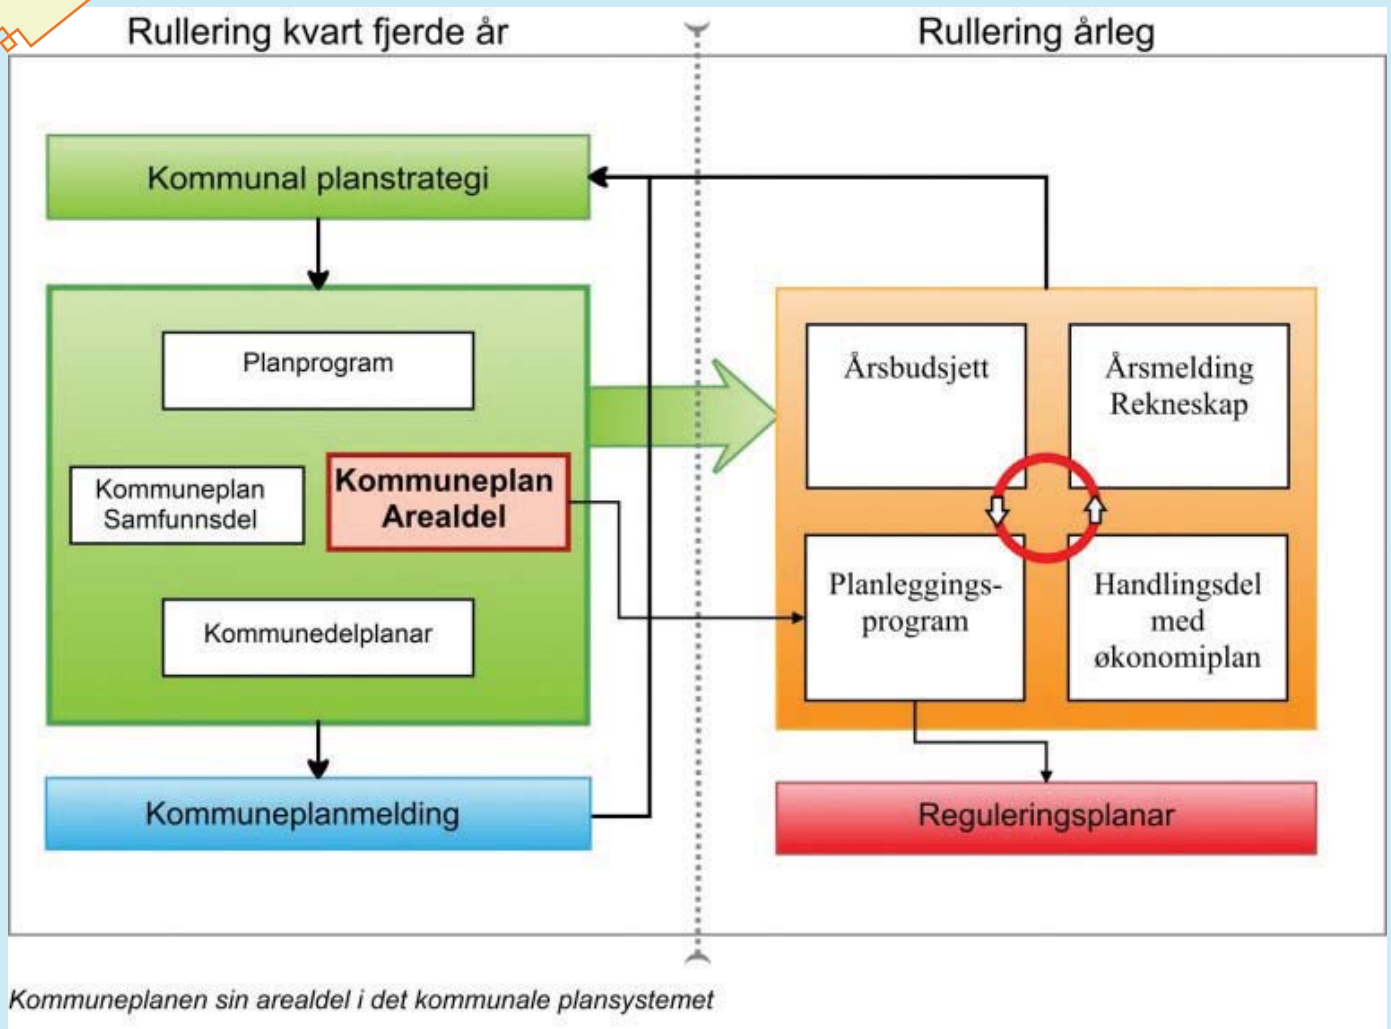 Rullering kvart fjerde år
Rullering årleg
Kommunal planstrategi
Planprogram
Kommuneplan
Samfunnsdel
Kommuneplan
Arealdel
Kommunedelplanar
Kommuneplanmelding
Årsbudsjett
Årsmelding
Rekneskap
Planleggings-
program
Handlingsdel
med
økonomiplan
Reguleringsplanar
Kommuneplanen sin arealdel i det kommunale plansystemet